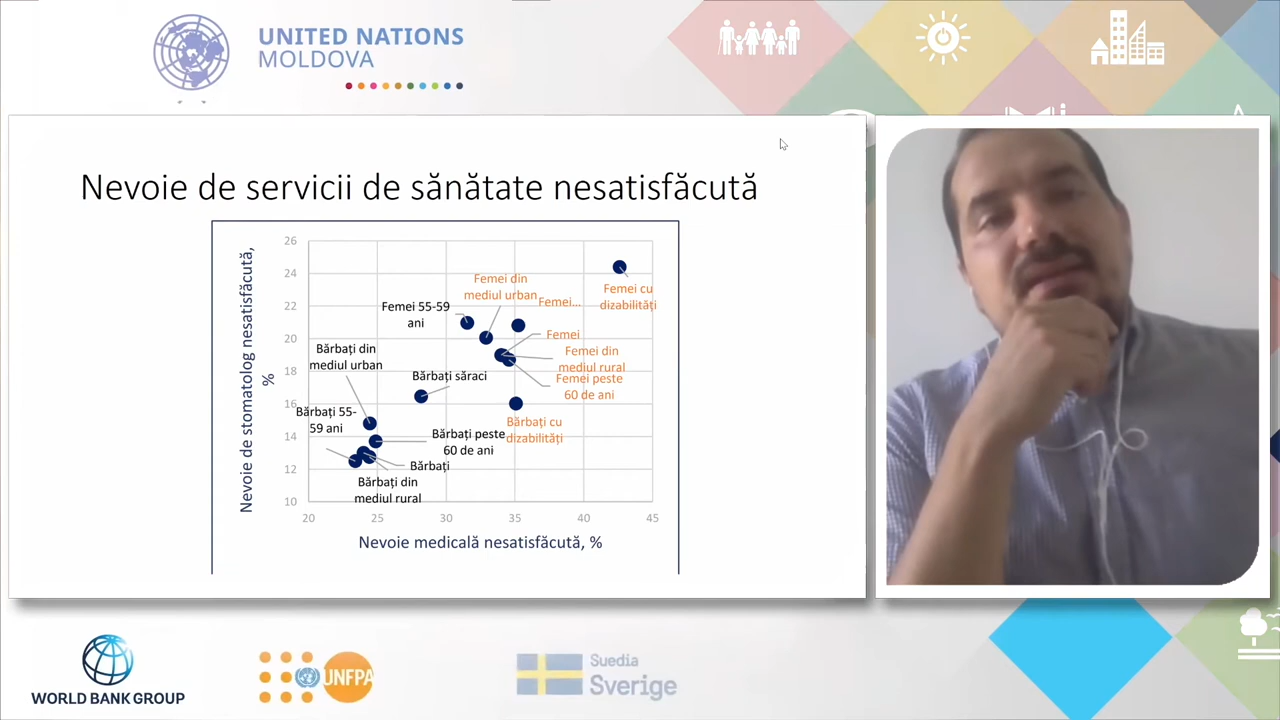 UNITED NATIONS
MOLDOVA
Nevoie de servicii de sănătate nesatisfăcută
Nevoie de stomatolog nesatisfăcută,
%
26
24
22
20
18
16
14
12
10
20
25
30
35
40
45
Nevoie medicală nesatisfăcută, %
Femei din
mediul urban
Femei...
Femei cu
dizabilități
Femei 55-59
ani
Femei
Femei din
mediul rural
Femei peste
60 de ani
Bărbați din
mediul urban
Bărbați săraci
Bărbați 55-
59 ani
Bărbați cu
dizabilități
Bărbați peste
60 de ani
Bărbați
Bărbați din
mediul rural
WORLD BANK GROUP
UNFPA
Suedia
Sverige